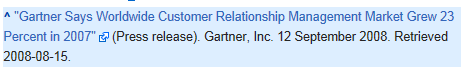 ^ "Gartner Says Worldwide Customer Relationship Management Market Grew 23
Percent in 2007" (Press release). Gartner, Inc. 12 September 2008. Retrieved
2008-08-15.